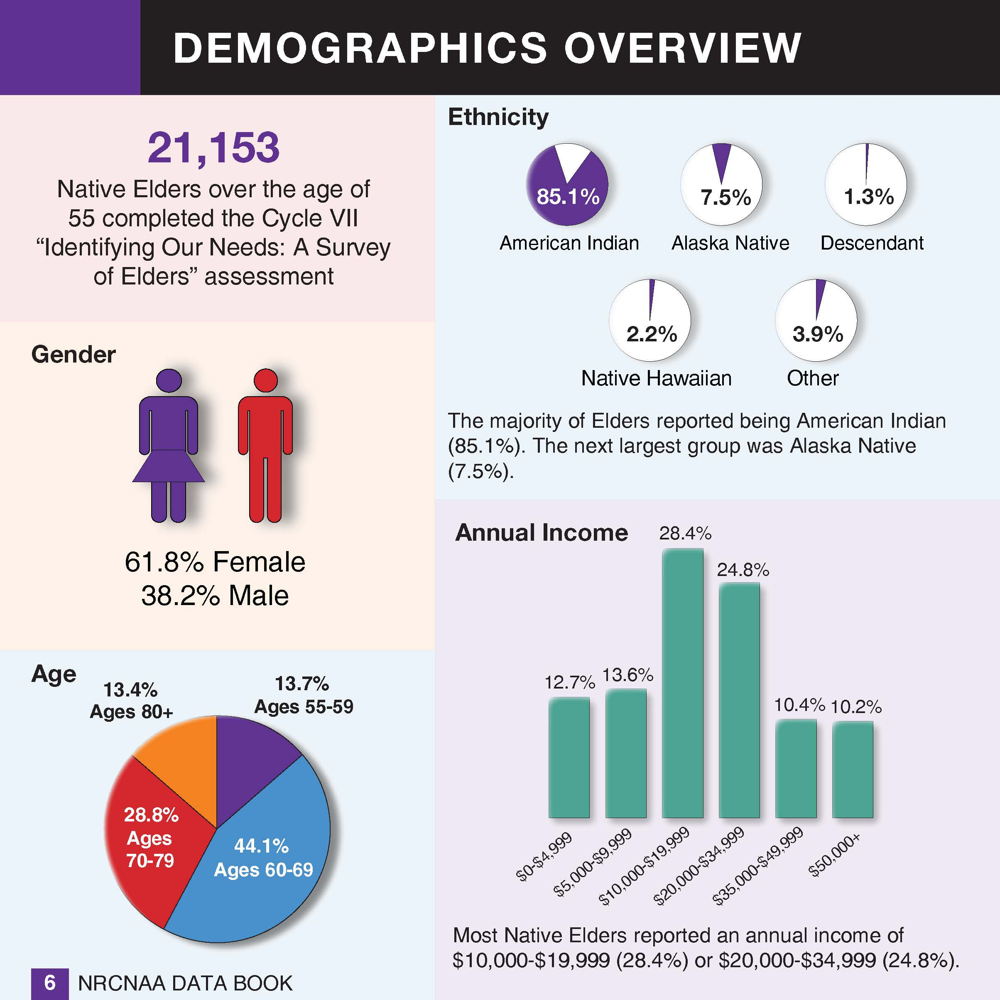 DEMOGRAPHICS OVERVIEW
21,153
Native Elders over the age of
55 completed the Cycle VII
“Identifying Our Needs: A Survey
of Elders” assessment
Gender
61.8% Female
38.2% Male
Age
13.4%
Ages 80+
13.7%
Ages 55-59
28.8%
Ages
70-79
44.1%
Ages 60-69
Ethnicity
85.1%
American Indian
7.5%
Alaska Native
1.3%
Descendant
2.2%
Native Hawaiian
3.9%
Other
The majority of Elders reported being American Indian
(85.1%). The next largest group was Alaska Native
(7.5%).
Annual Income
12.7%
13.6%
28.4%
24.8%
10.4%
10.2%
$0-$4,999
$5,000-$9,999
$10,000-$19,999
$20,000-$34,999
$35,000-$49,999
$50,000+
Most Native Elders reported an annual income of
$10,000-$19,999 (28.4%) or $20,000-$34,999 (24.8%).
6 NRCNAA DATA BOOK